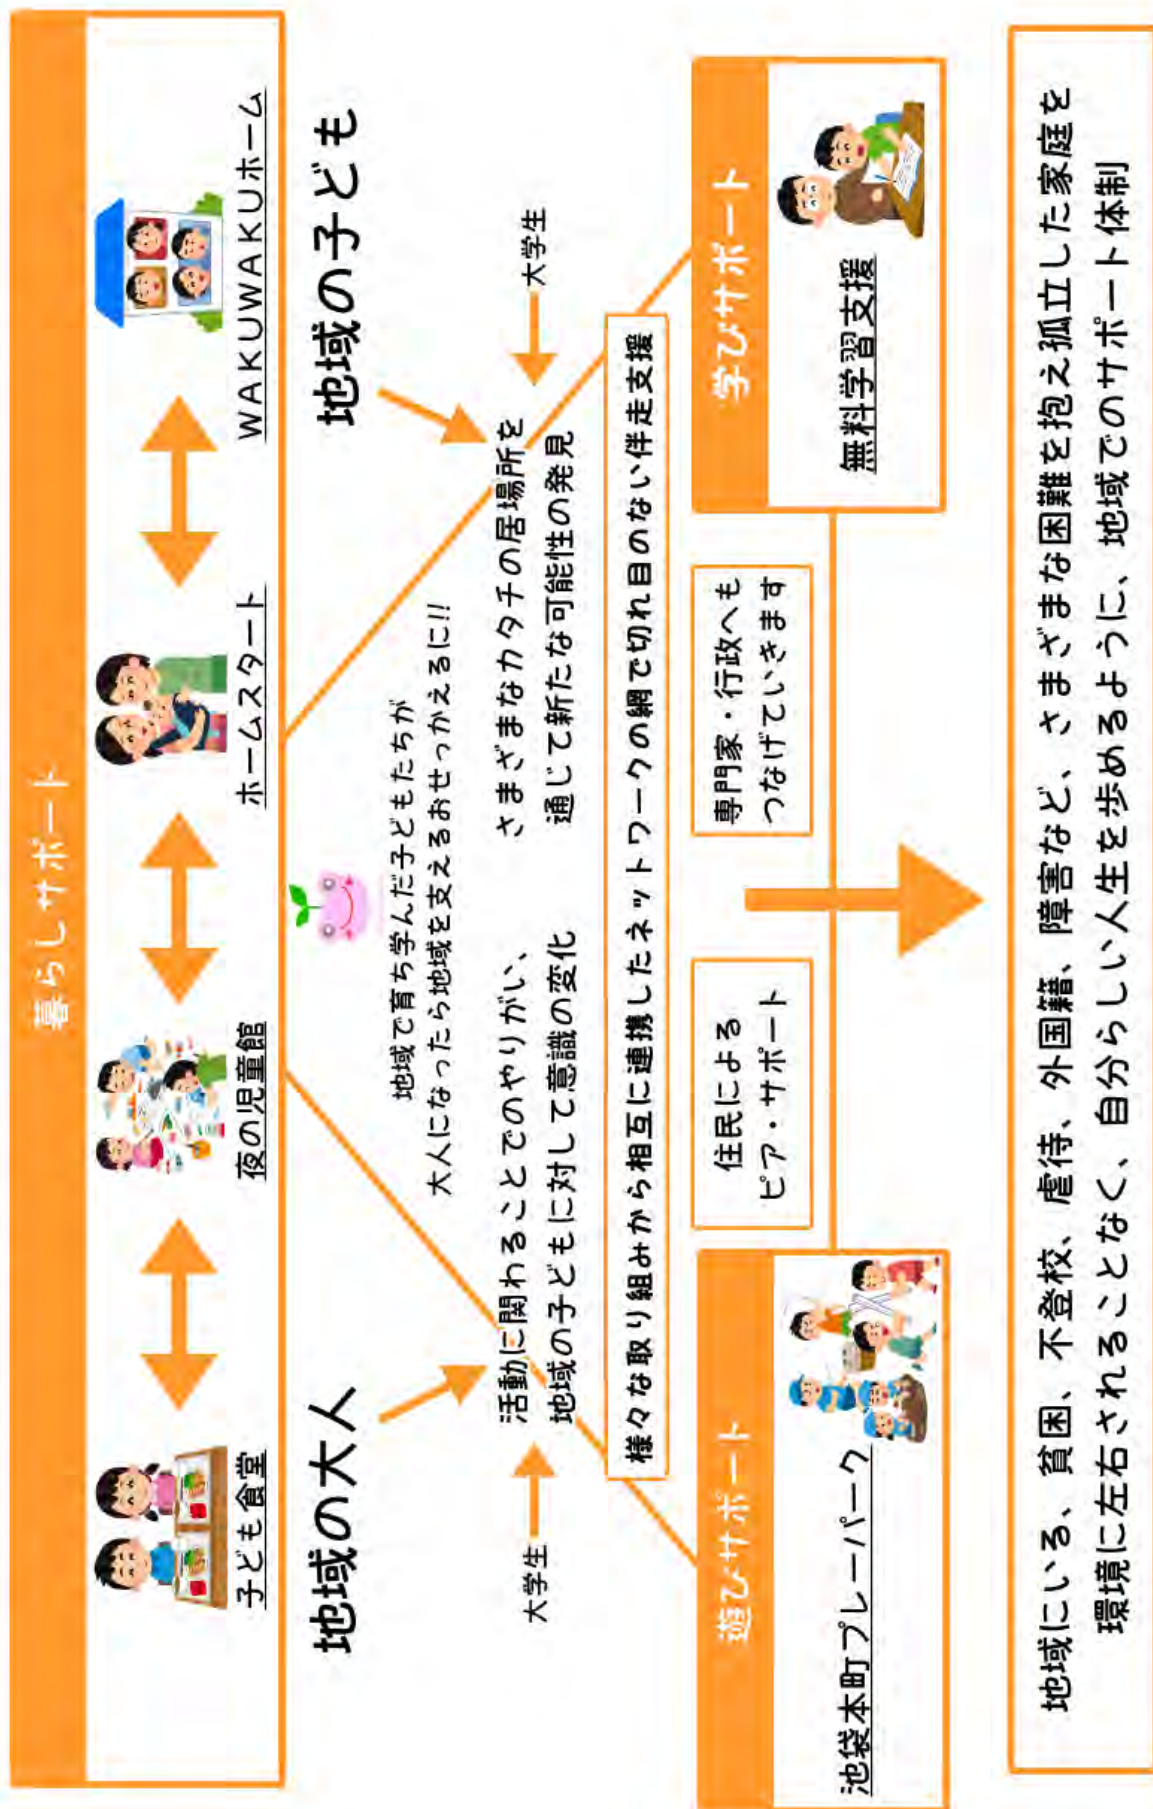 暮らしサポート
子ども食堂
夜の児童館
ホームスタート
WAKUWAKUホーム
地域の大人
地域の子ども
地域で育ち学んだ子どもたちが
大人になったら地域を支えるおせっかえるに!!
大学生
活動に関わることでのやりがい、
地域の子どもに対して意識の変化
さまざまなカタチの居場所を
通じて新たな可能性の発見
大学生
様々な取り組みから相互に連携したネットワークの網で切れ目のない伴走支援
遊びサポート
池袋本町プレーパーク
住民による
ピア・サポート
専門家・行政へも
つなげていきます
学びサポート
無料学習支援
地域にいる、貧困、不登校、虐待、外国籍、障害など、さまざまな困難を抱え孤立した家庭を
環境に左右されることなく、自分らしい人生を歩めるように、地域でのサポート体制